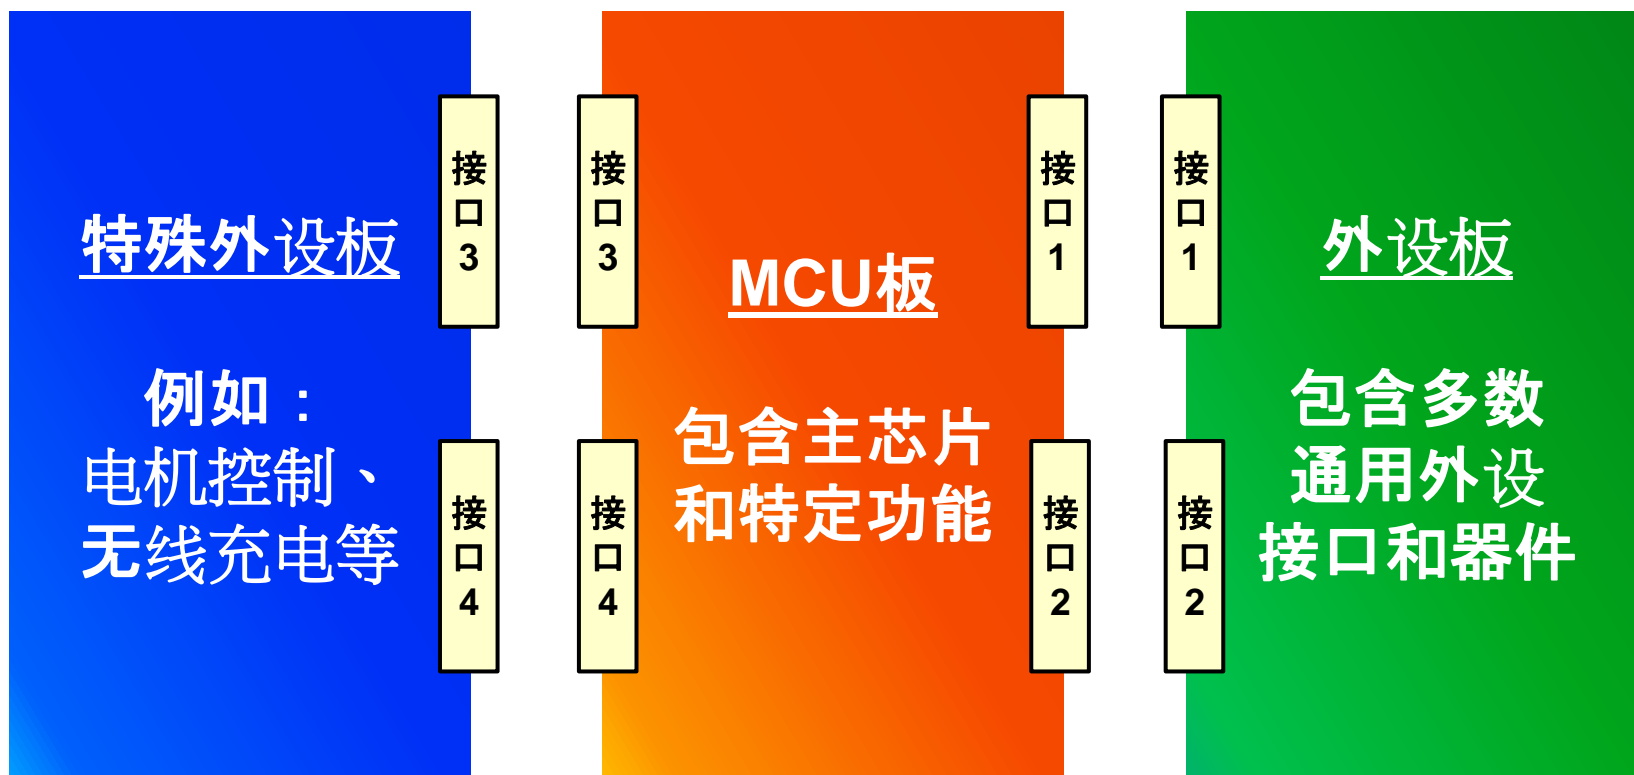 特殊外设板
例如：
电机控制、
无线充电等
接
口
3
接
口
4
接
口
3
接
口
4
MCU板
包含主芯片
和特定功能
接
口
1
接
口
2
接
口
1
接
口
2
外设板
包含多数
通用外设
接口和器件